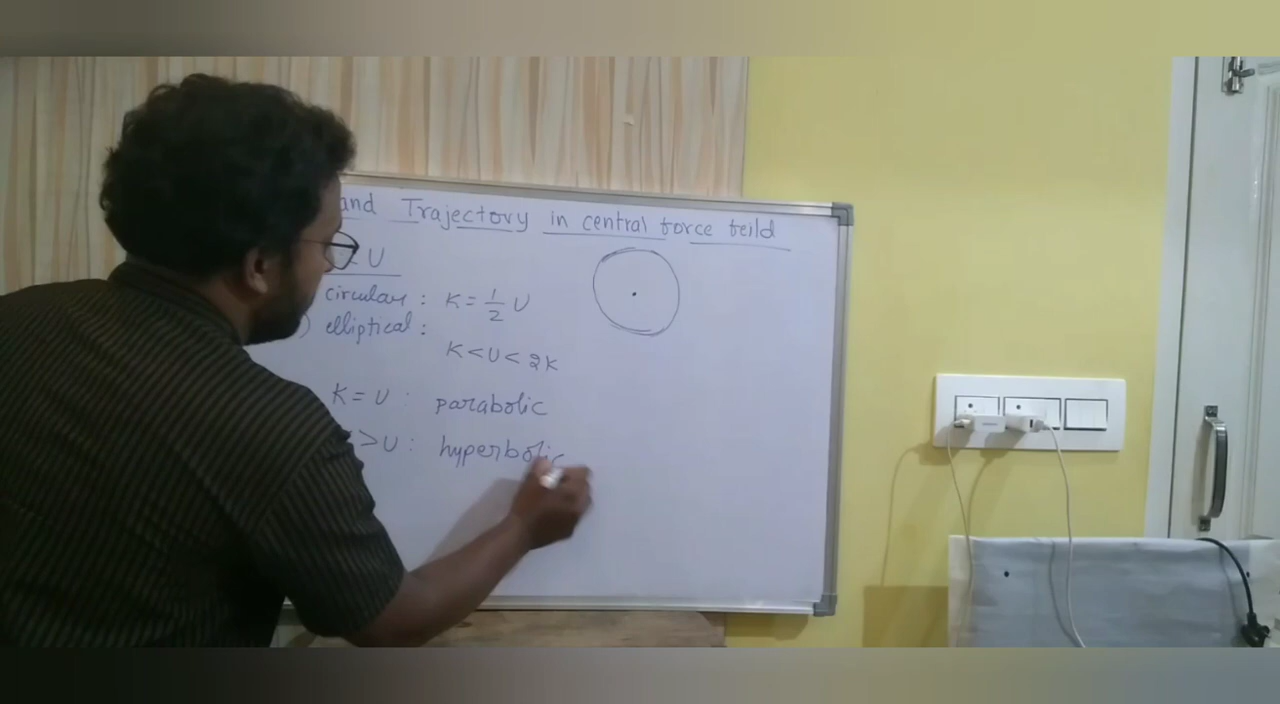 and Trajectory in central force feild
< U
circular : K = 1/2 U
) elliptical :
K < U < 2K
K = U : parabolic
> U : hyperbolic